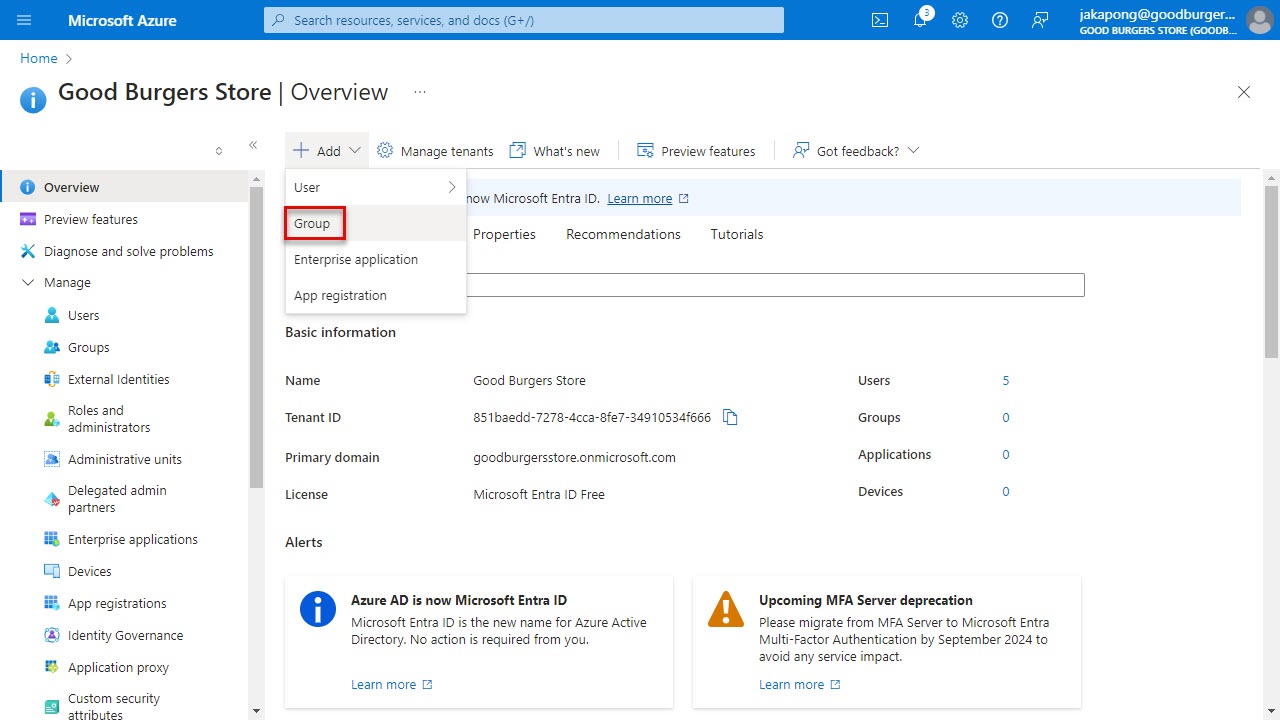 Microsoft Azure
Search resources, services, and docs (G+/)
3
jakapong@goodburger...
GOOD BURGERS STORE (GOODB...
Home
Good Burgers Store | Overview
...
Add
Manage tenants
What's new
Preview features
Got feedback?
Overview
Preview features
Diagnose and solve problems
Manage
Users
Groups
External Identities
Roles and
administrators
Administrative units
Delegated admin
partners
Enterprise applications
Devices
App registrations
Identity Governance
Application proxy
Custom security
attributes
User
Group
Enterprise application
App registration
now Microsoft Entra ID. Learn more
Properties
Recommendations
Tutorials
Basic information
Name
Good Burgers Store
Users
5
Tenant ID
851baedd-7278-4cca-8fe7-34910534f666
Groups
0
Primary domain
goodburgersstore.onmicrosoft.com
Applications
0
License
Microsoft Entra ID Free
Devices
0
Alerts
Azure AD is now Microsoft Entra ID
Microsoft Entra ID is the new name for Azure Active
Directory. No action is required from you.
Learn more
Upcoming MFA Server deprecation
Please migrate from MFA Server to Microsoft Entra
Multi-Factor Authentication by September 2024 to
avoid any service impact.
Learn more